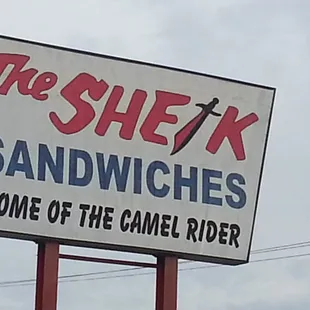 The SHEIK
SANDWICHES
OME OF THE CAMEL RIDER